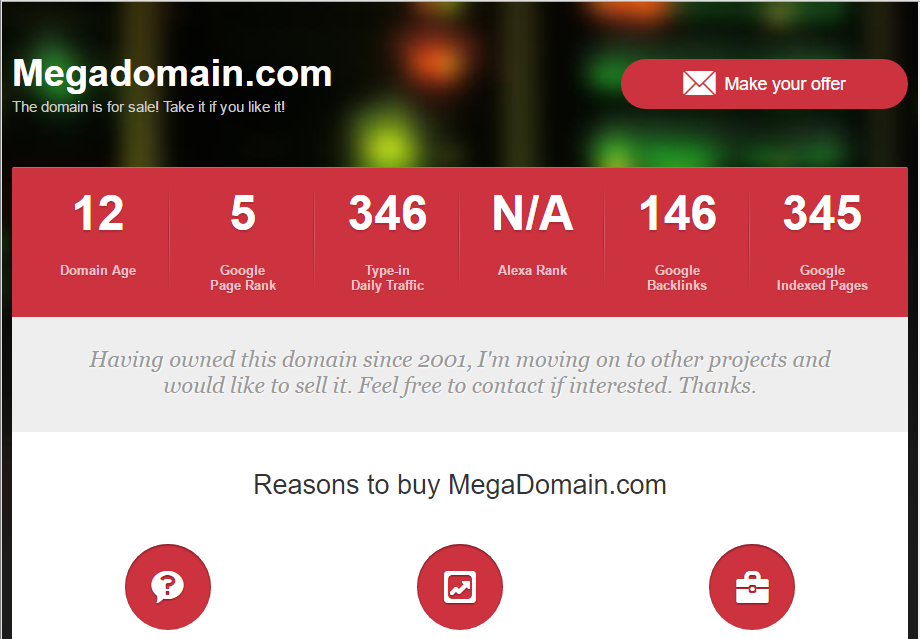 Megadomain.com
The domain is for sale! Take it if you like it!
Make your offer
12
Domain Age
5
Google
Page Rank
346
Type-in
Daily Traffic
N/A
Alexa Rank
146
Google
Backlinks
345
Google
Indexed Pages
Having owned this domain since 2001, I'm moving on to other projects and
would like to sell it. Feel free to contact if interested. Thanks.
Reasons to buy MegaDomain.com
?